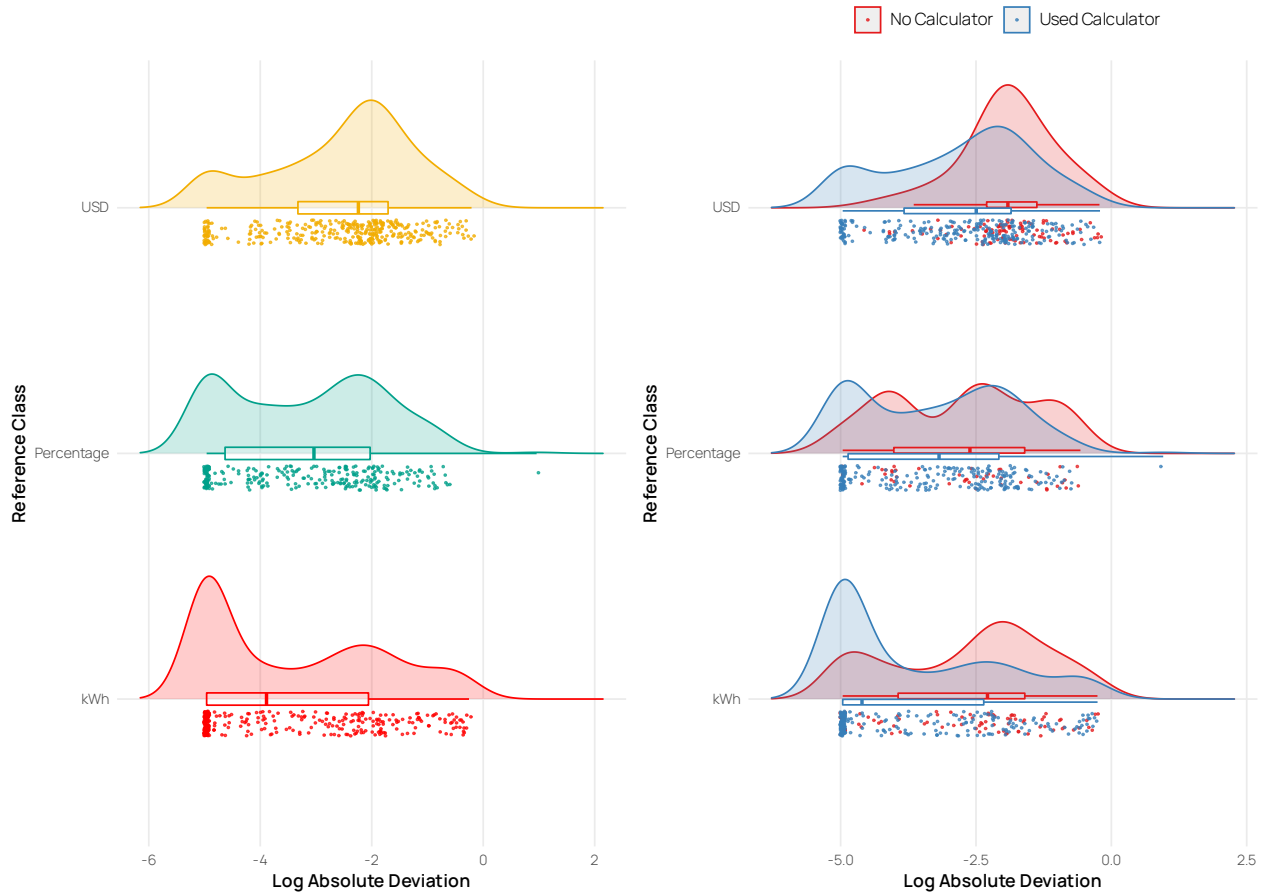 No Calculator Used Calculator
Reference Class
USD
Percentage
kWh
-6 -4 -2 0 2
Log Absolute Deviation
Reference Class
USD
Percentage
kWh
-5.0 -2.5 0.0 2.5
Log Absolute Deviation